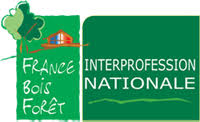 FRANCE
BOIS
FORÊT
INTERPROFESSION
NATIONALE